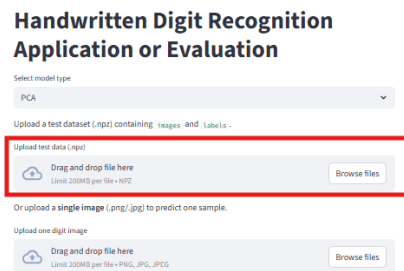 Handwritten Digit Recognition
Application or Evaluation
Select model type
PCA
Upload a test dataset (.npz) containing images and labels.
Upload test data (.npz)
Drag and drop file here
Limit 200MB per file • NPZ
Browse files
Or upload a single image (.png/.jpg) to predict one sample.
Upload one digit image
Drag and drop file here
Limit 200MB per file • PNG, JPG, JPEG
Browse files